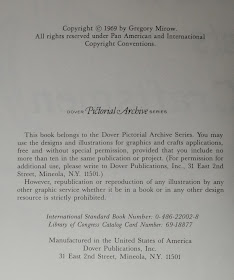 Copyright © 1969 by Gregory Mirow.
All rights reserved under Pan American and International
Copyright Conventions.
DOVER Pictorial Archive SERIES
This book belongs to the Dover Pictorial Archive Series. You may
use the designs and illustrations for graphics and crafts applications,
free and without special permission, provided that you include no
more than ten in the same publication or project. (For permission for
additional use, please write to Dover Publications, Inc., 31 East 2nd
Street, Mineola, N.Y. 11501.)
However, republication or reproduction of any illustration by any
other graphic service whether it be in a book or in any other design
resource is strictly prohibited.
International Standard Book Number: 0-486-22002-8
Library of Congress Catalog Card Number: 69-18877
Manufactured in the United States of America
Dover Publications, Inc.
31 East 2nd Street, Mineola, N.Y. 11501